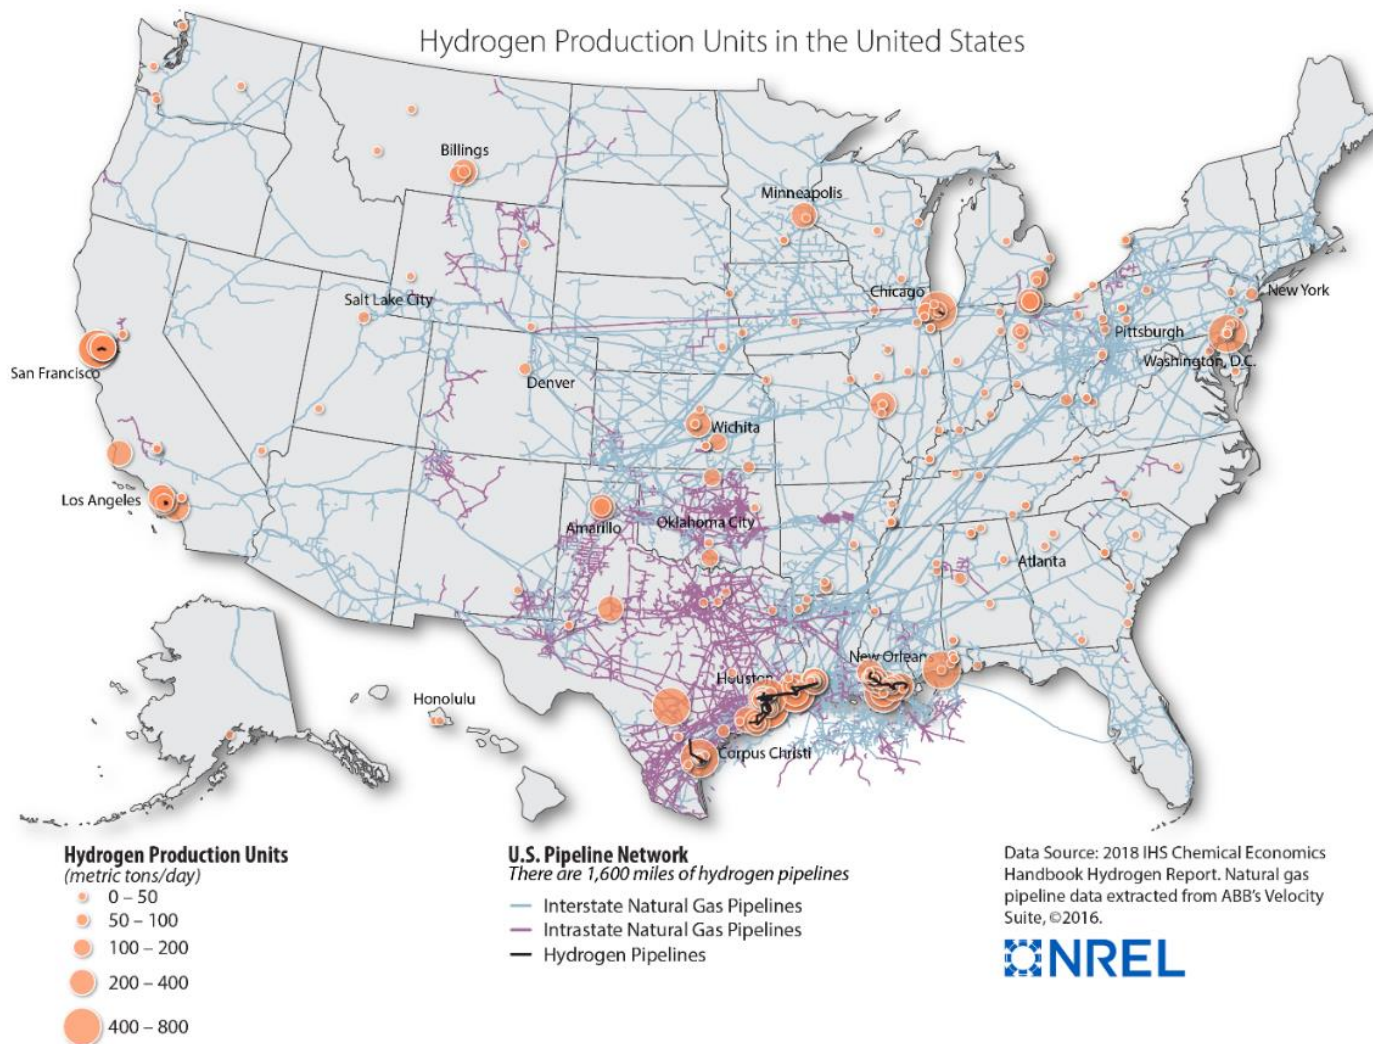 Hydrogen Production Units in the United States
Billings
Minneapolis
Chicago
New York
Salt Lake City
Pittsburgh
San Francisco
Washington, D.C.
Denver
Wichita
Los Angeles
Amarillo
Oklahoma City
Atlanta
New Orlean
Houston
Honolulu
Corpus Christi
Hydrogen Production Units
(metric tons/day)
0 – 50
50 – 100
100 – 200
200 – 400
400 – 800
U.S. Pipeline Network
There are 1,600 miles of hydrogen pipelines
Interstate Natural Gas Pipelines
Intrastate Natural Gas Pipelines
Hydrogen Pipelines
Data Source: 2018 IHS Chemical Economics
Handbook Hydrogen Report. Natural gas
pipeline data extracted from ABB's Velocity
Suite, ©2016.
NREL